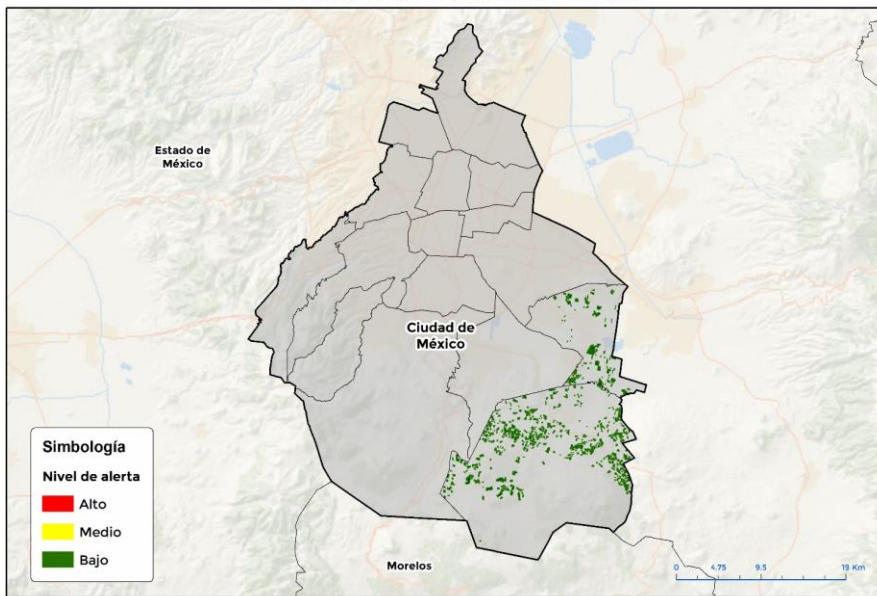 Estado de
México
Ciudad de
México
Simbología
Nivel de alerta
Alto
Medio
Bajo
Morelos
0 4.75 9.5 19 Km